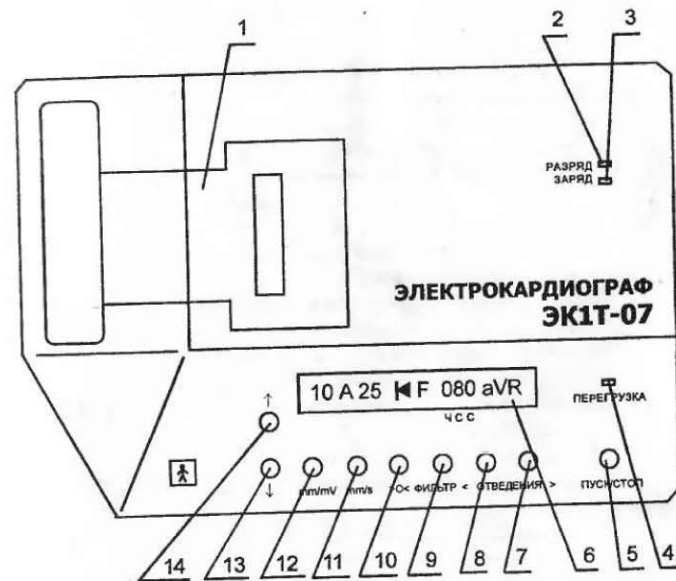 1
2
3
РАЗРЯД
ЗАРЯД
ЭЛЕКТРОКАРДИОГРАФ
ЭК1Т-07
10 A 25 F 080 aVR
ЧСС
ПЕРЕГРУЗКА
↑
↓ mm/mV mm/s >О< ФИЛЬТР < ОТВЕДЕНИЯ > ПУСК/СТОП
14 13 12 11 10 9 8 7 6 5 4